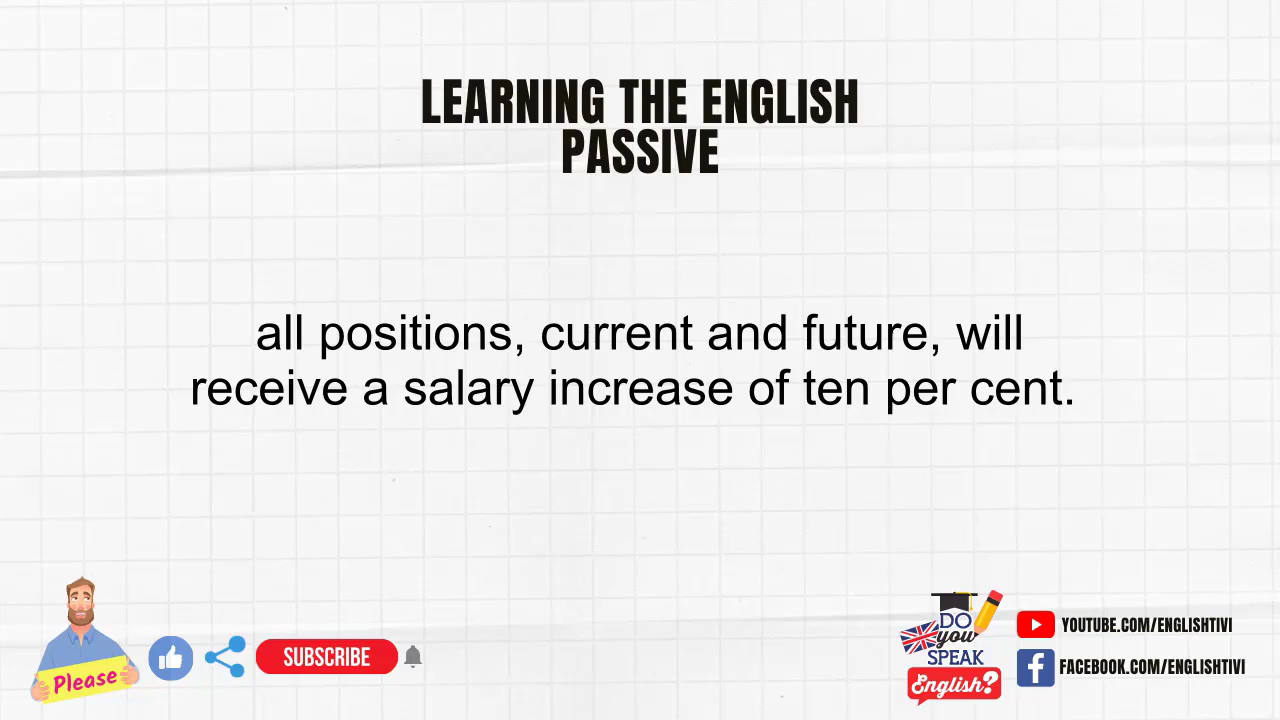 LEARNING THE ENGLISH
PASSIVE
all positions, current and future, will
receive a salary increase of ten per cent.
Please
SUBSCRIBE
DO
you
SPEAK
English?
YOUTUBE.COM/ENGLISHTIVI
FACEBOOK.COM/ENGLISHTIVI